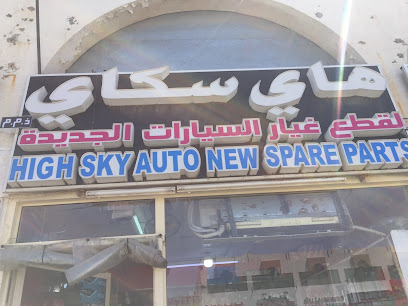 هاي سكاي
ذ.م.م
لقطع غيار السيارات الجديدة
HIGH SKY AUTO NEW SPARE PARTS